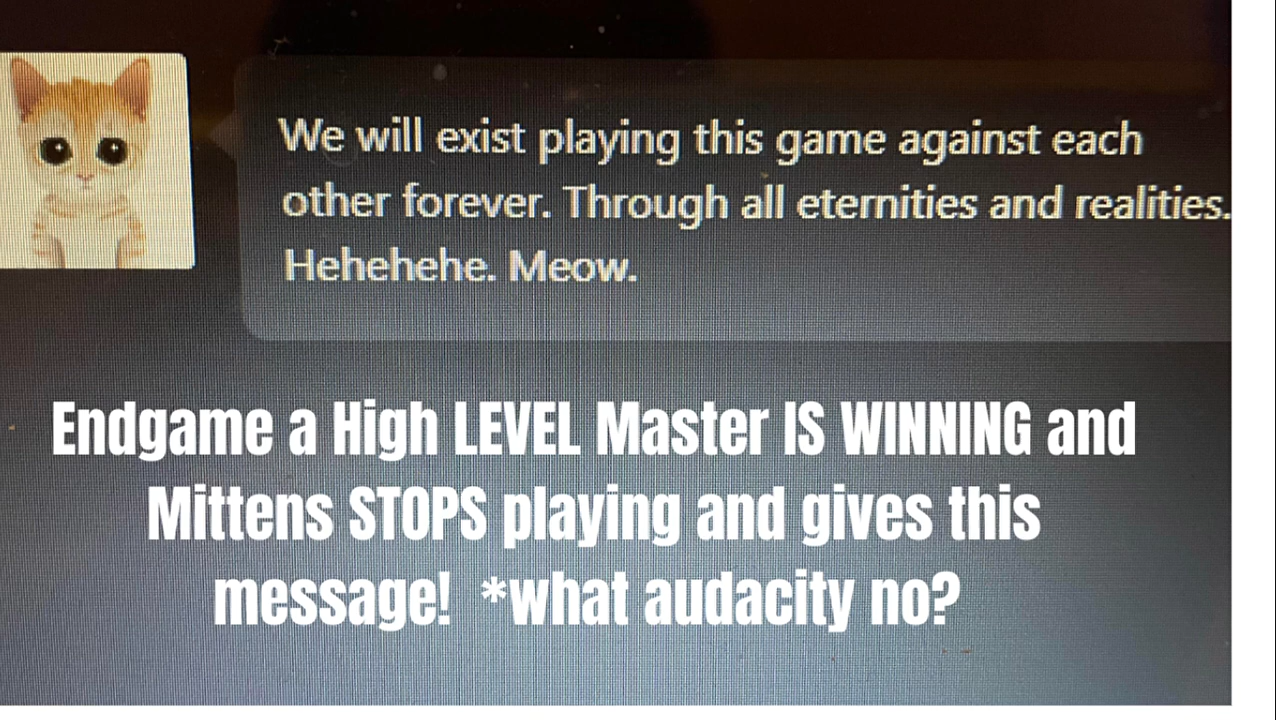 We will exist playing this game against each
other forever. Through all eternities and realities.
Hehehehe. Meow.
Endgame a High LEVEL Master IS WINNING and
Mittens STOPS playing and gives this
message! *what audacity no?